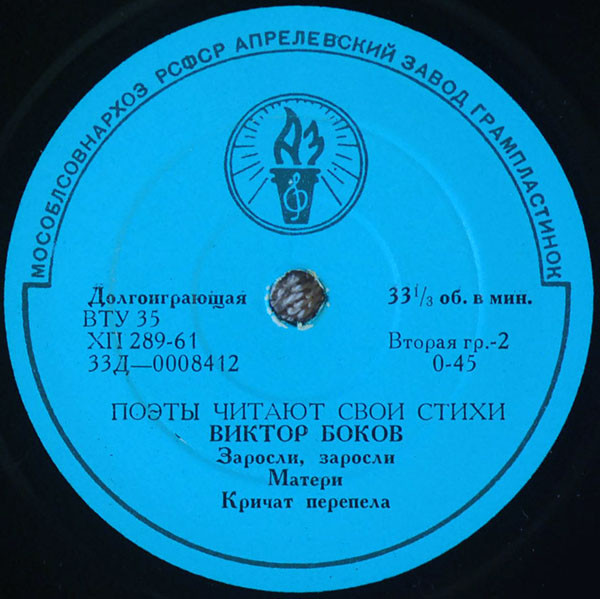 МОСОБЛСОВНАРХОЗ РСФСР АПРЕЛЕВСКИЙ ЗАВОД ГРАМПЛАСТИНОК
АЗ
Долгоиграющая
ВТУ 35
ХП 289-61
33Д—0008412
33 1/3 об. в мин.
Вторая гр.-2
0-45
ПОЭТЫ ЧИТАЮТ СВОИ СТИХИ
ВИКТОР БОКОВ
Заросли, заросли
Матери
Кричат перепела